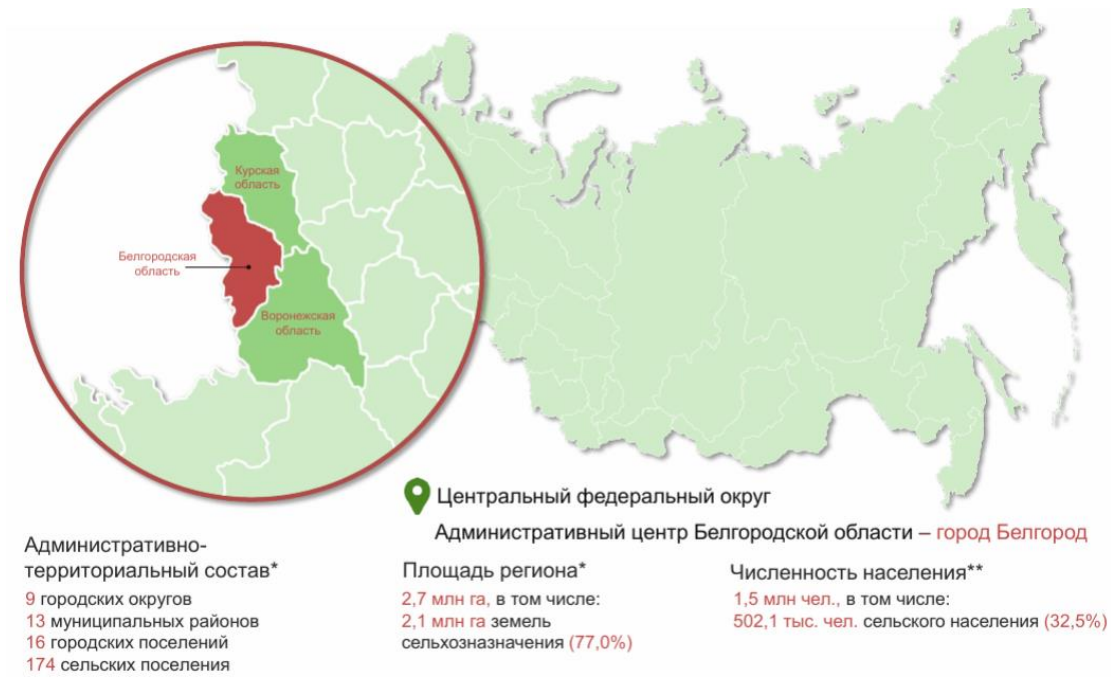 Курская
область
Белгородская
область
Воронежская
область
Центральный федеральный округ
Административный центр Белгородской области – город Белгород
Административно-
территориальный состав*
9 городских округов
13 муниципальных районов
16 городских поселений
174 сельских поселения
Площадь региона*
2,7 млн га, в том числе:
2,1 млн га земель
сельхозназначения (77,0%)
Численность населения**
1,5 млн чел., в том числе:
502,1 тыс. чел. сельского населения (32,5%)